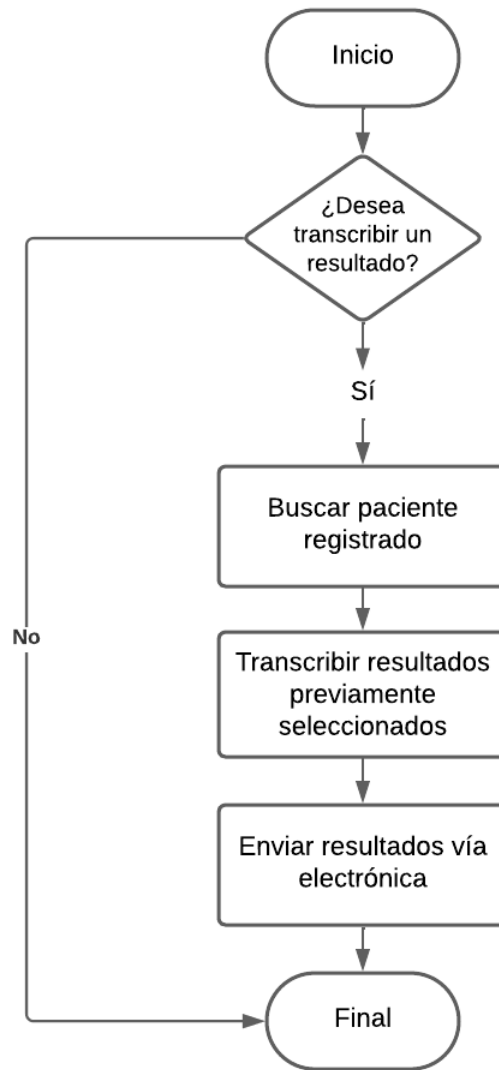 Inicio
¿Desea
transcribir un
resultado?
Sí
Buscar paciente
registrado
No
Transcribir resultados
previamente
seleccionados
Enviar resultados vía
electrónica
Final